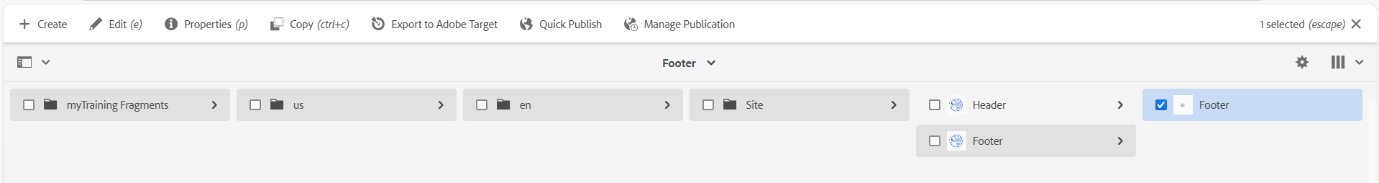 Create Edit (e) Properties (p) Copy (ctrl+c) Export to Adobe Target Quick Publish Manage Publication 1 selected (escape)
Footer
myTraining Fragments us en Site Header Footer
Footer